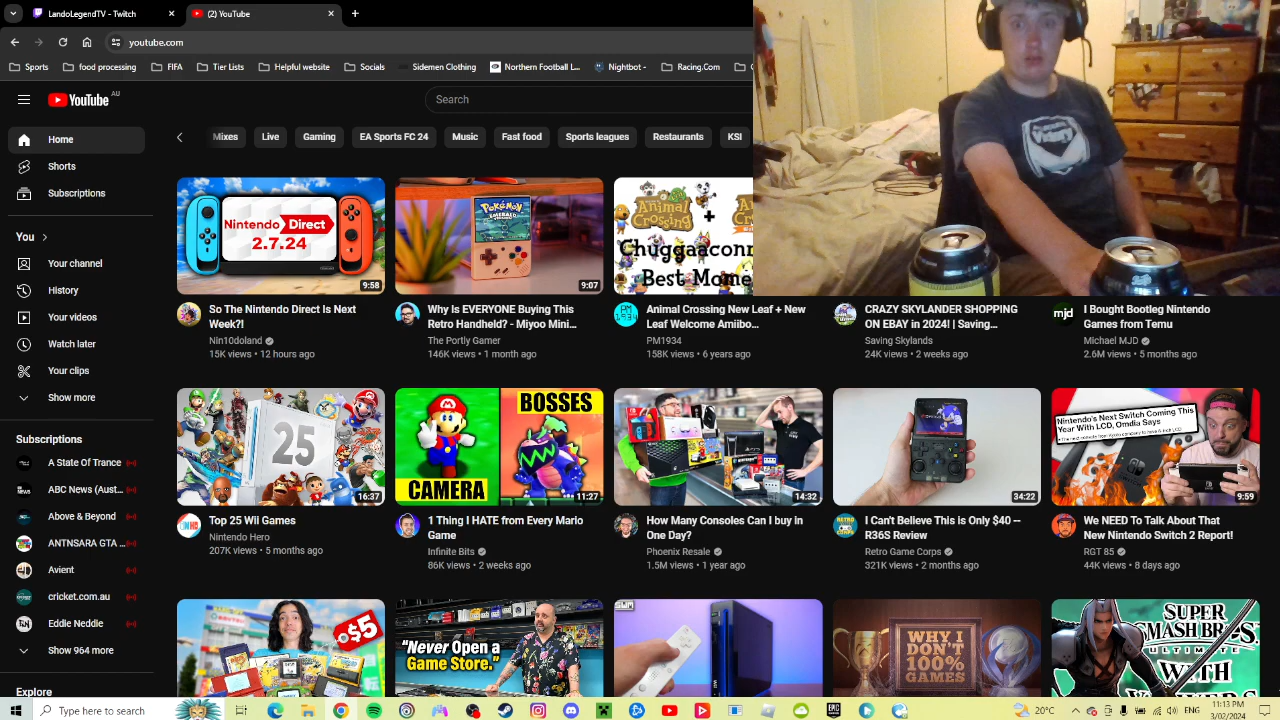 LandoLegendTV - Twitch
(2) YouTube
youtube.com
Sports
food processing
FIFA
Tier Lists
Helpful website
Socials
Sidemen Clothing
Northern Football L...
Nightbot -
Racing.Com
YouTube AU
Search
Home
Shorts
Subscriptions
You
Your channel
History
Your videos
Watch later
Your clips
Show more
Subscriptions
A State Of Trance
ABC News (Aust...
Above & Beyond
ANTNSARA GTA ...
Avient
cricket.com.au
Eddie Neddie
Show 964 more
Explore
Mixes
Live
Gaming
EA Sports FC 24
Music
Fast food
Sports leagues
Restaurants
KSI
Nintendo Direct
2.7.24
9:58
So The Nintendo Direct Is Next
Week?!
Nin10doland
15K views • 12 hours ago
Pokémon
9:07
Why Is EVERYONE Buying This
Retro Handheld? - Miyoo Mini...
The Portly Gamer
146K views • 1 month ago
Animal Crossing
+
Chuggaaconr
Best Mome
Animal Crossing New Leaf + New
Leaf Welcome Amiibo...
PM1934
158K views • 6 years ago
CRAZY SKYLANDER SHOPPING
ON EBAY in 2024! | Saving...
Saving Skylands
24K views • 2 weeks ago
mjd
I Bought Bootleg Nintendo
Games from Temu
Michael MJD
2.6M views • 5 months ago
25
16:37
Top 25 Wii Games
Nintendo Hero
207K views • 5 months ago
CAMERA
BOSSES
11:27
1 Thing I HATE from Every Mario
Game
Infinite Bits
86K views • 2 weeks ago
14:32
How Many Consoles Can I buy in
One Day?
Phoenix Resale
1.5M views • 1 year ago
34:22
I Can't Believe This is Only $40 --
R36S Review
Retro Game Corps
321K views • 2 months ago
Nintendo's Next Switch Coming This
Year With LCD, Omdia Says
9:59
We NEED To Talk About That
New Nintendo Switch 2 Report!
RGT 85
44K views • 8 days ago
$5
"Never Open a
Game Store."
SWM
WHY I
DON'T
100%
GAMES
SUPER
SMASH BROS.
ULTIMATE
WITH
Type here to search
20°C
ENG
11:13 PM
3/02/2024